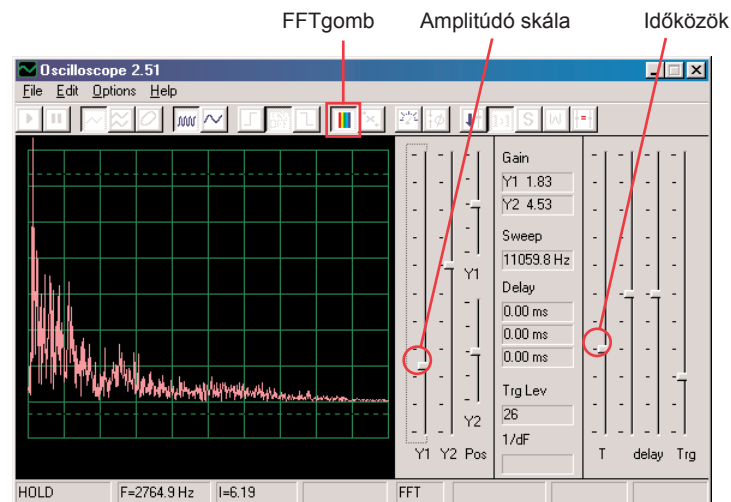 FFTgomb Amplitúdó skála Időközök
Oscilloscope 2.51
File Edit Options Help
Gain
Y1 1.83
Y2 4.53
Sweep
11059.8 Hz
Y1
Delay
0.00 ms
0.00 ms
0.00 ms
Trg Lev
26
Y2
1/dF
Y1 Y2 Pos T delay Trg
HOLD F=2764.9 Hz I=6.19 FFT